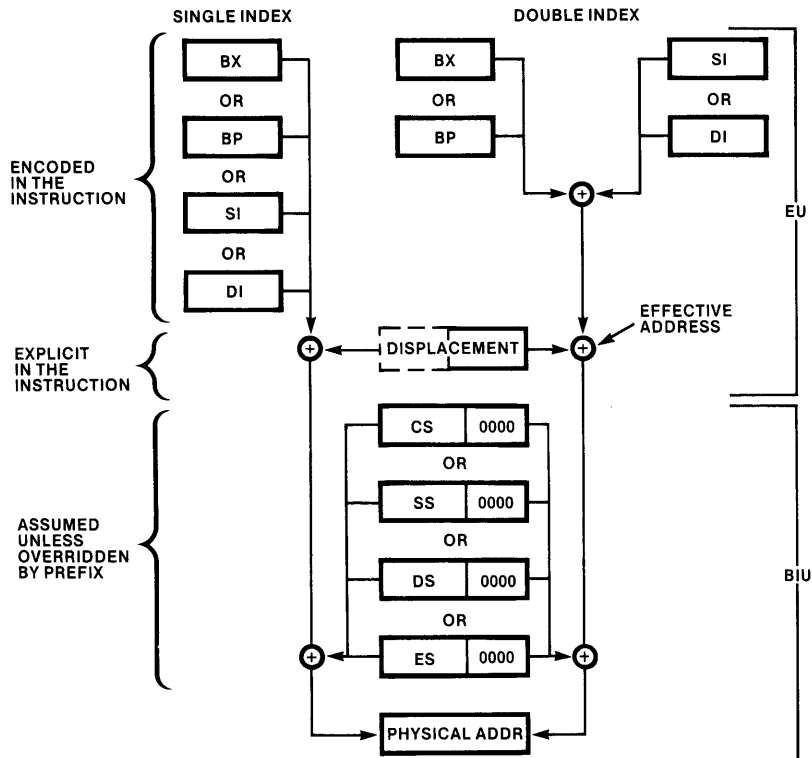 SINGLE INDEX
DOUBLE INDEX
BX
OR
BP
OR
SI
OR
DI
BX
OR
BP
SI
OR
DI
ENCODED
IN THE
INSTRUCTION
EU
EFFECTIVE
ADDRESS
EXPLICIT
IN THE
INSTRUCTION
DISPLACEMENT
CS 0000
OR
SS 0000
OR
DS 0000
OR
ES 0000
ASSUMED
UNLESS
OVERRIDDEN
BY PREFIX
BIU
PHYSICAL ADDR